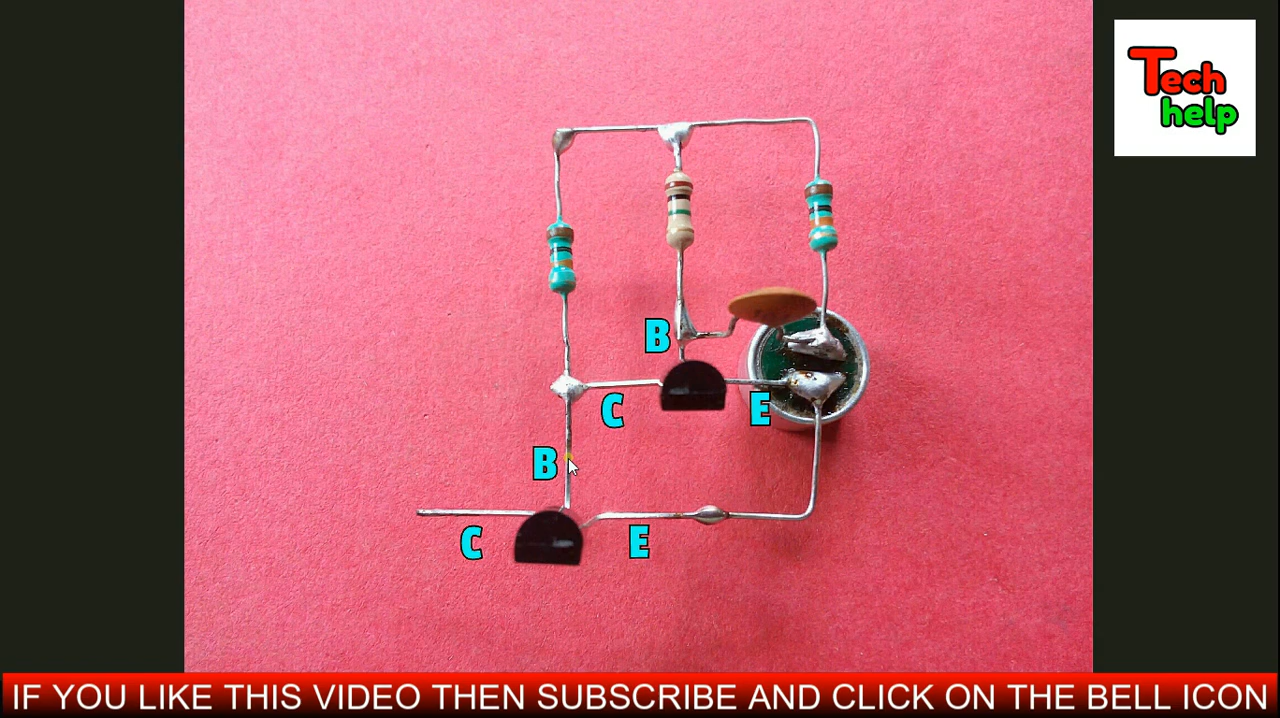 Tech
help
B
C
E
B
C
E
IF YOU LIKE THIS VIDEO THEN SUBSCRIBE AND CLICK ON THE BELL ICON